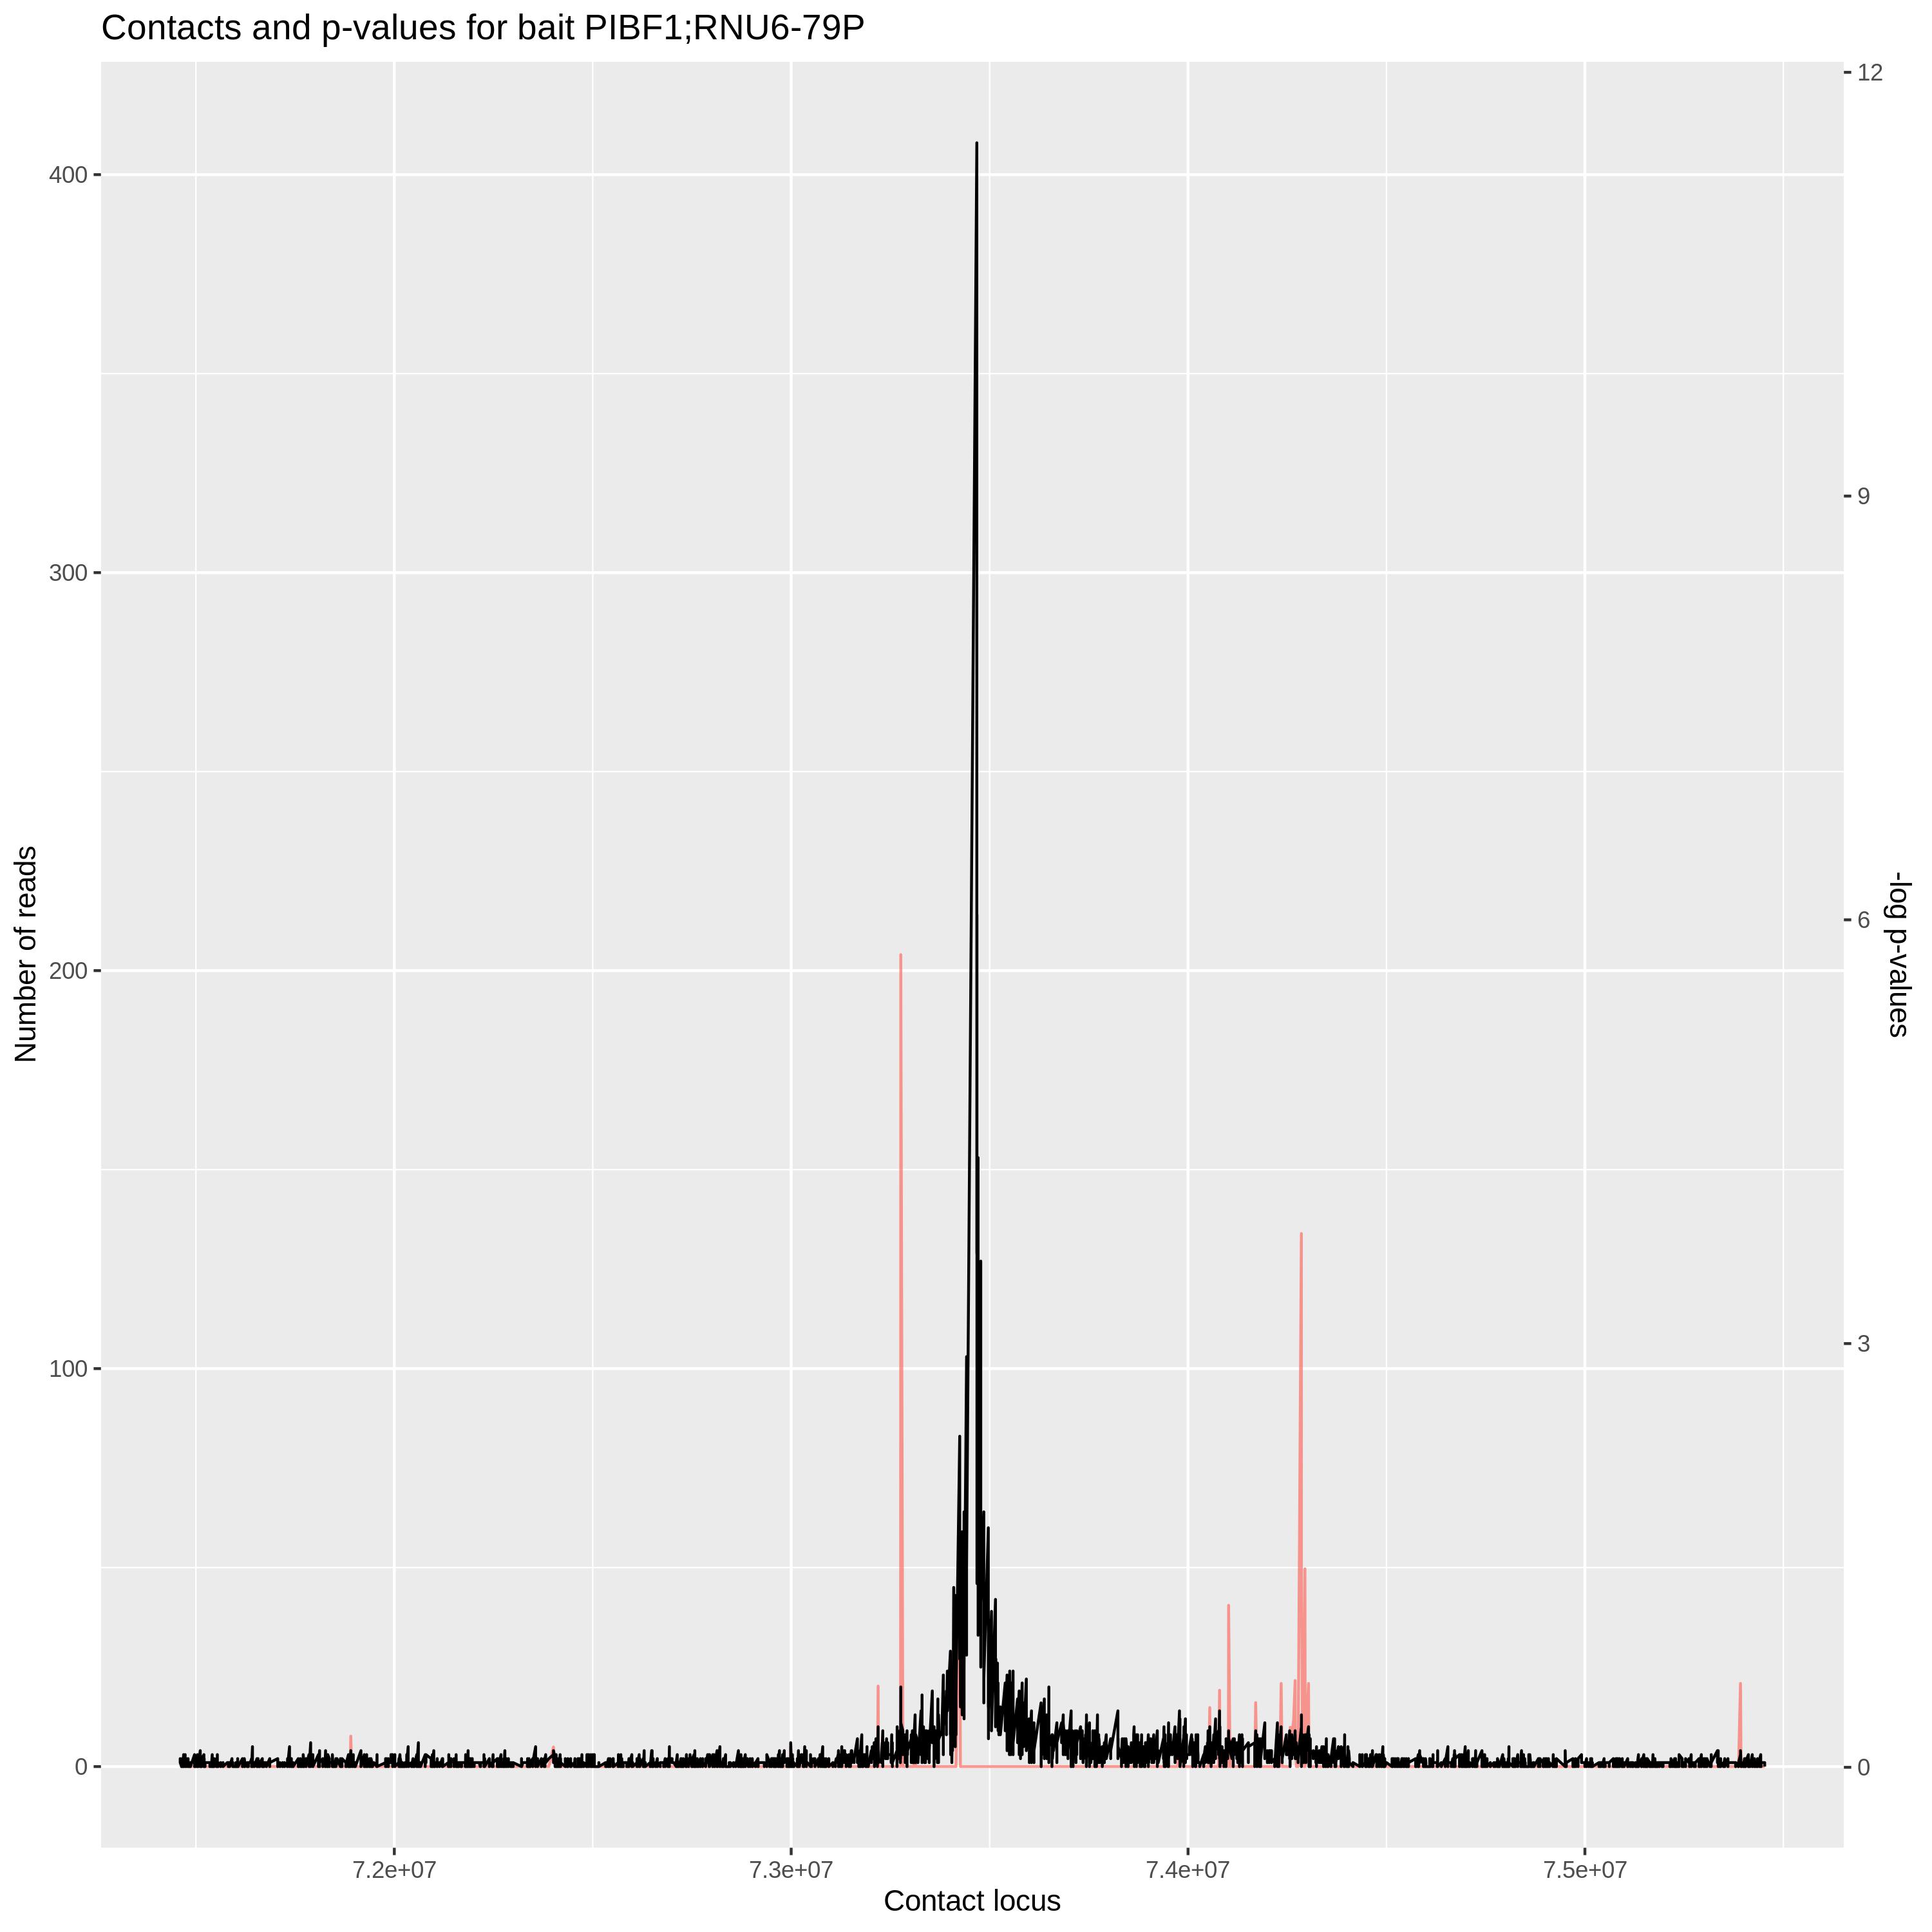 Contacts and p-values for bait PIBF1;RNU6-79P
12
400
9
300
6
200
Number of reads
-log p-values
3
100
0
0
7.2e+07
7.3e+07
7.4e+07
7.5e+07
Contact locus